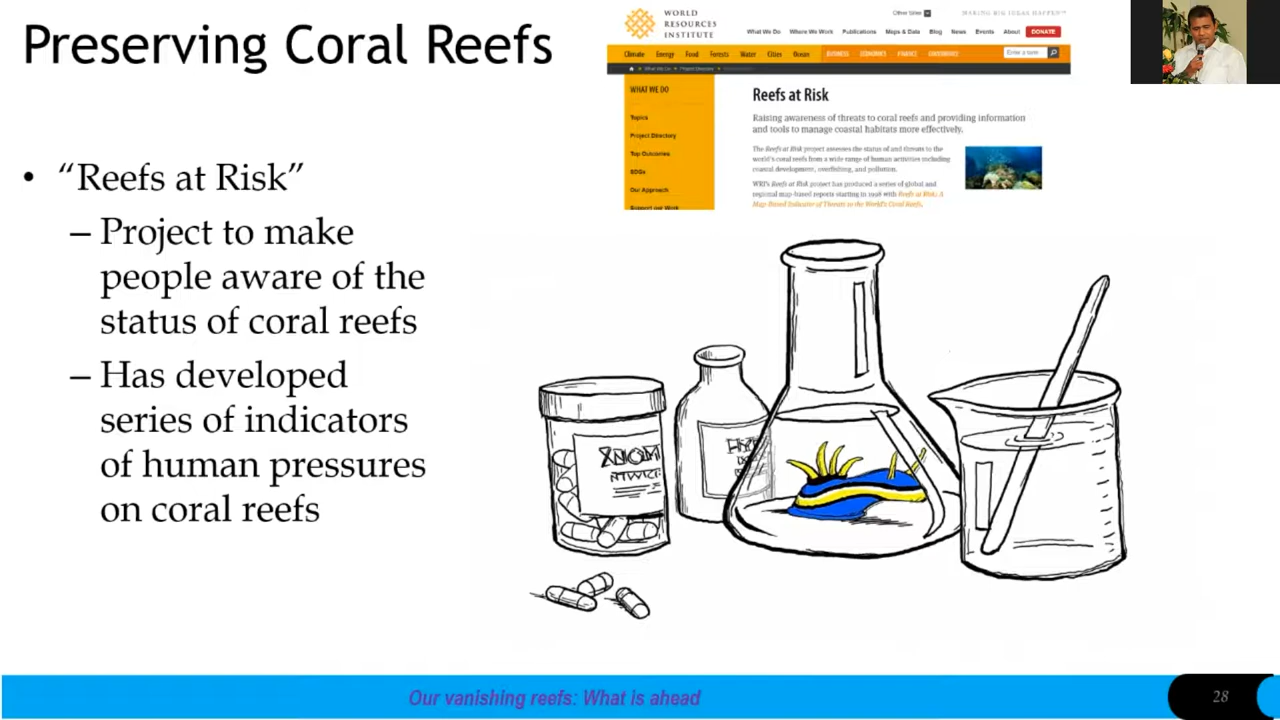 Preserving Coral Reefs
• “Reefs at Risk”
– Project to make
people aware of the
status of coral reefs
– Has developed
series of indicators
of human pressures
on coral reefs
WORLD
RESOURCES
INSTITUTE
MAKING BIG IDEAS HAPPEN
What We Do Where We Work Publications Maps & Data Blog News Events About DONATE
Climate Energy Food Forests Water Cities Ocean BUSINESS ECONOMICS FINANCE GOVERNANCE
WHAT WE DO
Topics
Project Directory
Top Outcomes
SDGs
Our Approach
Support our Work
Reefs at Risk
Raising awareness of threats to coral reefs and providing information
and tools to manage coastal habitats more effectively.
The Reefs at Risk project assesses the status of and threats to the
world's coral reefs from a wide range of human activities including
coastal development, overfishing, and pollution.
WRI's Reefs at Risk project has produced a series of global and
regional map-based reports starting in 1998 with Reefs at Risk: A
Map-Based Indicator of Threats to the World's Coral Reefs.
Our vanishing reefs: What is ahead
28